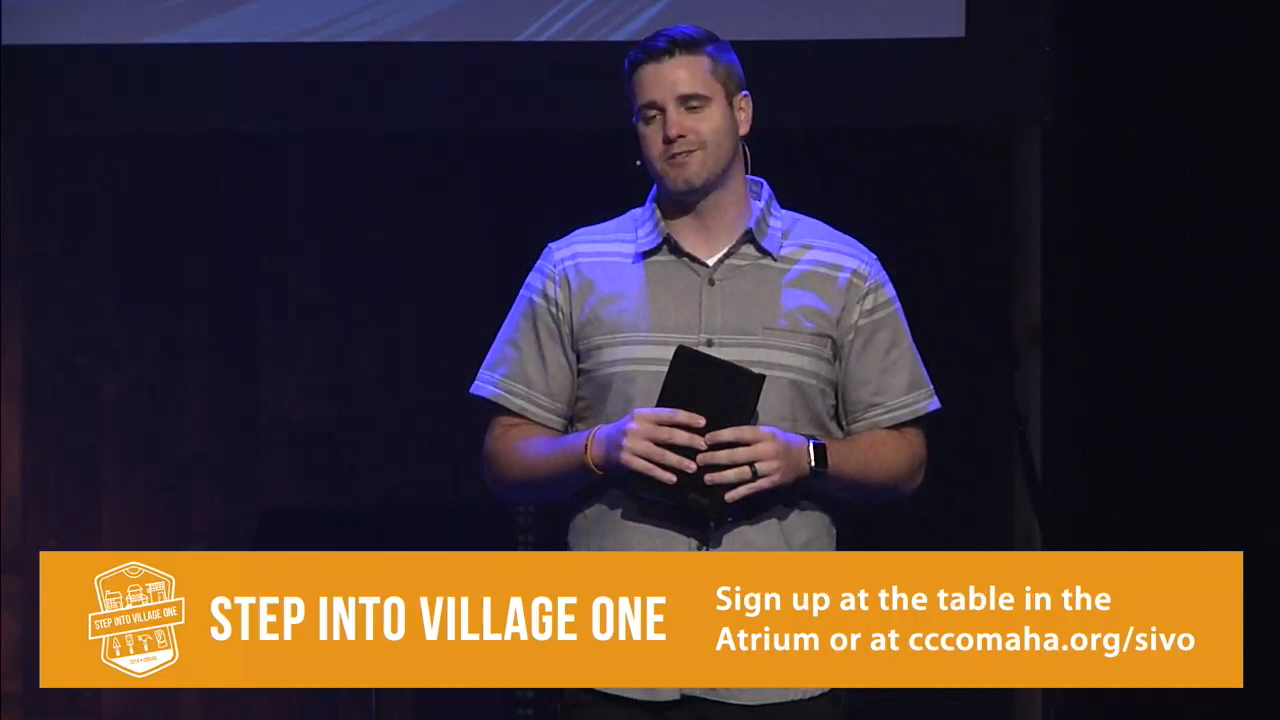 STEP INTO VILLAGE ONE
STEP INTO VILLAGE ONE
Sign up at the table in the
Atrium or at cccomaha.org/sivo